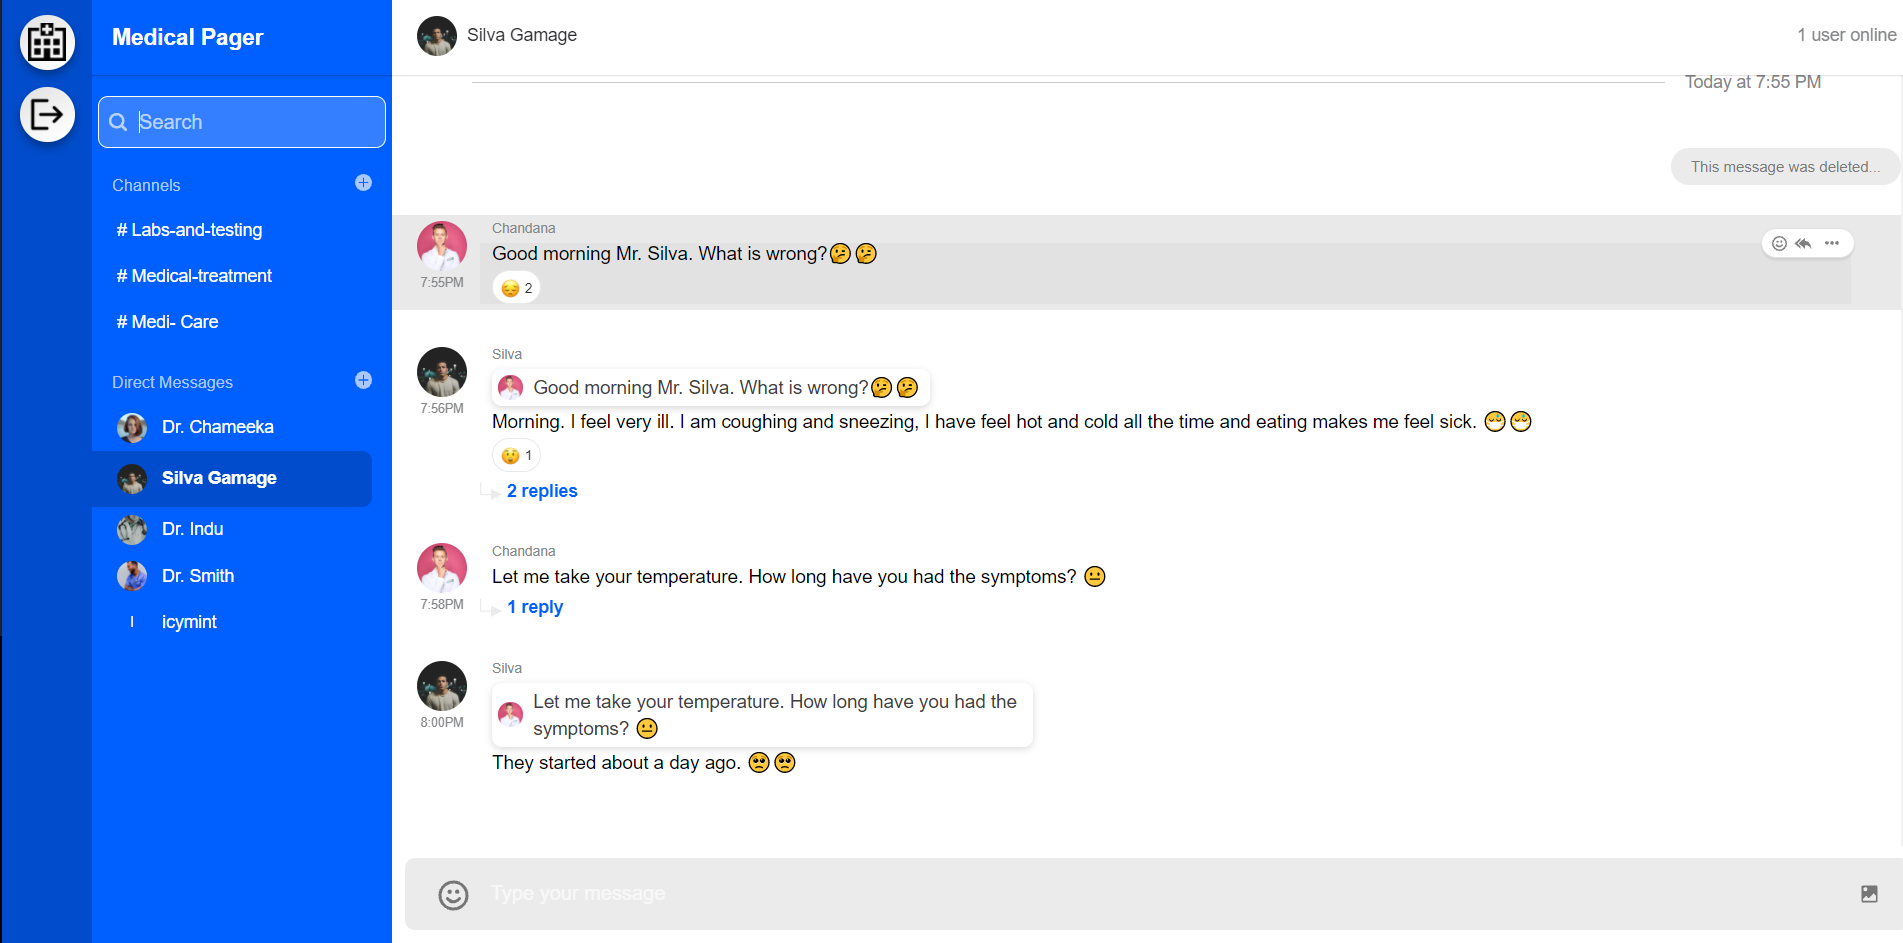 Medical Pager
Search
Channels
# Labs-and-testing
# Medical-treatment
# Medi- Care
Direct Messages
Dr. Chameeka
Silva Gamage
Dr. Indu
Dr. Smith
I icymint
Silva Gamage
1 user online
Today at 7:55 PM
This message was deleted...
Chandana
Good morning Mr. Silva. What is wrong?🤔🤔
7:55PM
😔 2
Silva
Good morning Mr. Silva. What is wrong?🤔🤔
7:56PM
Morning. I feel very ill. I am coughing and sneezing, I have feel hot and cold all the time and eating makes me feel sick. 😷😷
😲 1
2 replies
Chandana
Let me take your temperature. How long have you had the symptoms? 😐
7:58PM
1 reply
Silva
Let me take your temperature. How long have you had the
symptoms? 😐
8:00PM
They started about a day ago. 🥺🥺
Type your message